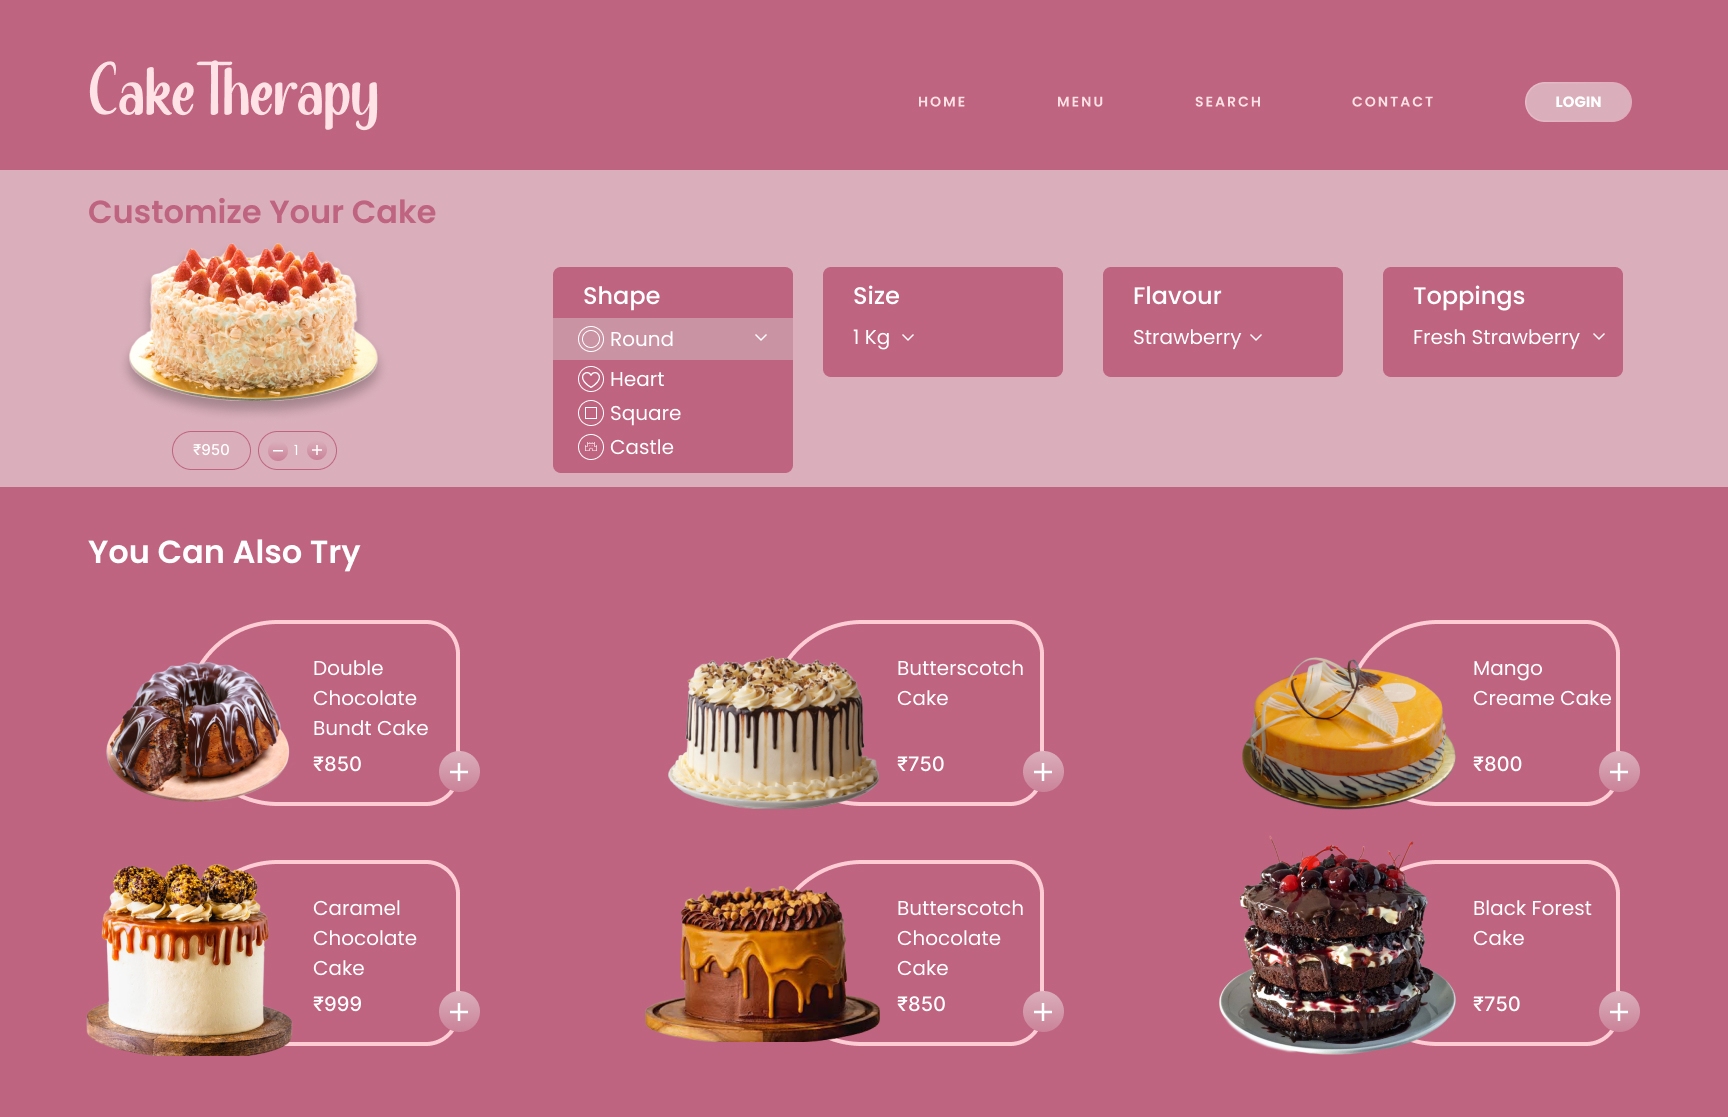 Cake Therapy
HOME
MENU
SEARCH
CONTACT
LOGIN
Customize Your Cake
₹950
1
Shape
Round
Heart
Square
Castle
Size
1 Kg
Flavour
Strawberry
Toppings
Fresh Strawberry
You Can Also Try
Double
Chocolate
Bundt Cake
₹850
Butterscotch
Cake
₹750
Mango
Creame Cake
₹800
Caramel
Chocolate
Cake
₹999
Butterscotch
Chocolate
Cake
₹850
Black Forest
Cake
₹750